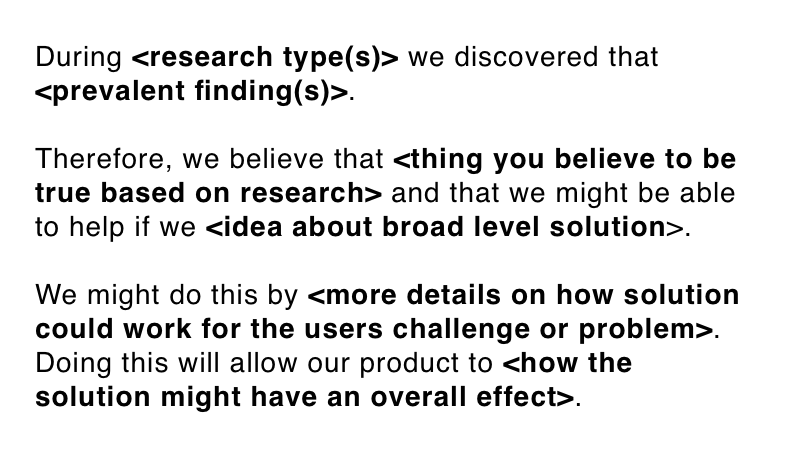 During <research type(s)> we discovered that
<prevalent finding(s)>.
Therefore, we believe that <thing you believe to be
true based on research> and that we might be able
to help if we <idea about broad level solution>.
We might do this by <more details on how solution
could work for the users challenge or problem>.
Doing this will allow our product to <how the
solution might have an overall effect>.